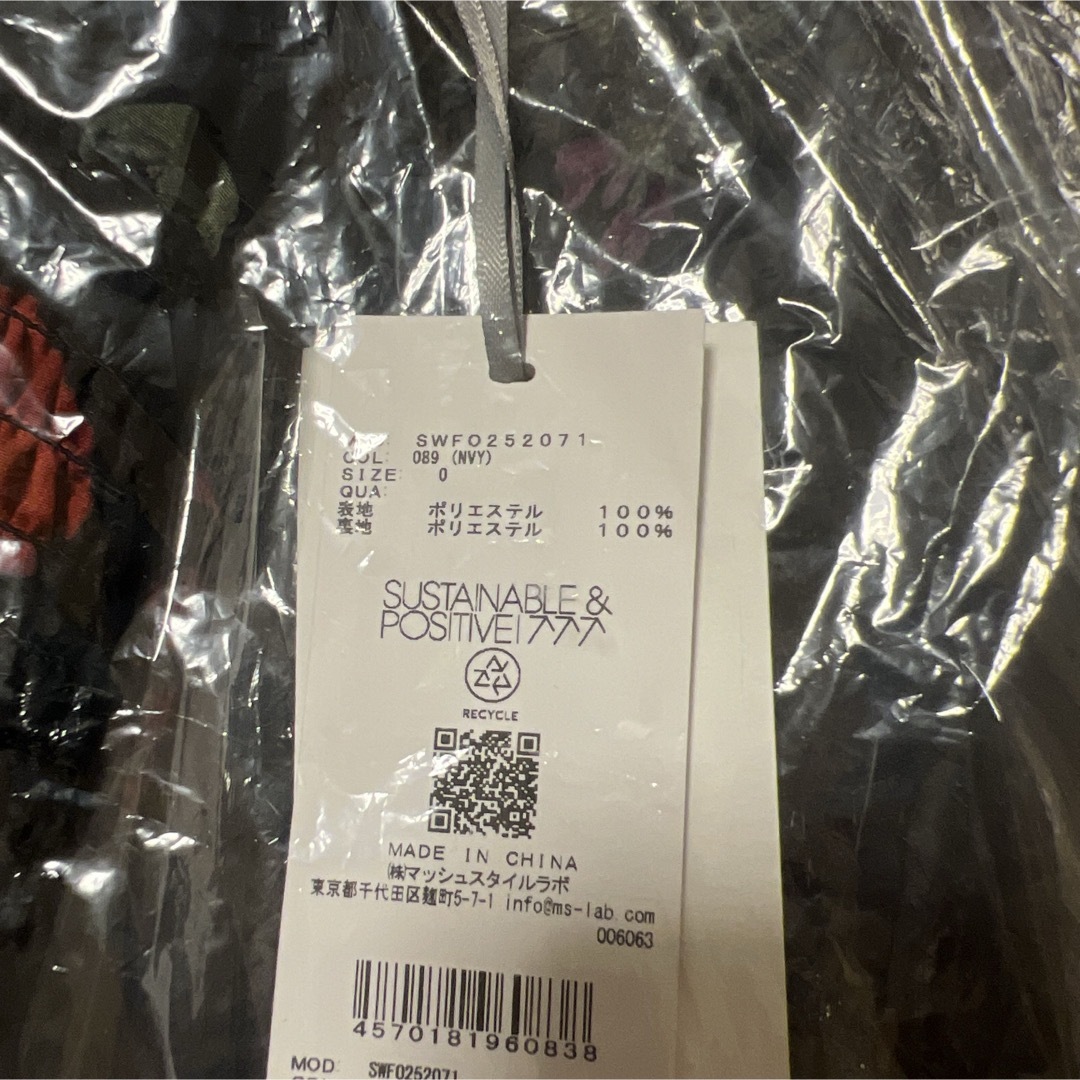 MOD: SWFO252071
COL: 089 (NVY)
SIZE: 0
QUA:
表地 ポリエステル 100%
裏地 ポリエステル 100%
SUSTAINABLE &
POSITIVE!
RECYCLE
MADE IN CHINA
㈱マッシュスタイルラボ
東京都千代田区麹町5-7-1 info@ms-lab.com
006063
4570181960838
MOD: SWF0252071